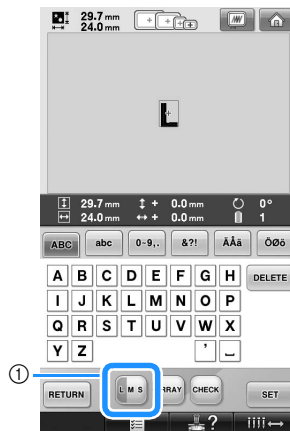 29.7 mm
24.0 mm
29.7 mm + 0.0 mm 0°
24.0 mm + 0.0 mm 1
ABC abc 0~9,. &?! ÄÅä ÖØö
A B C D E F G H DELETE
I J K L M N O P
Q R S T U V W X
Y Z ' _
①
RETURN L M S RRAY CHECK SET
?